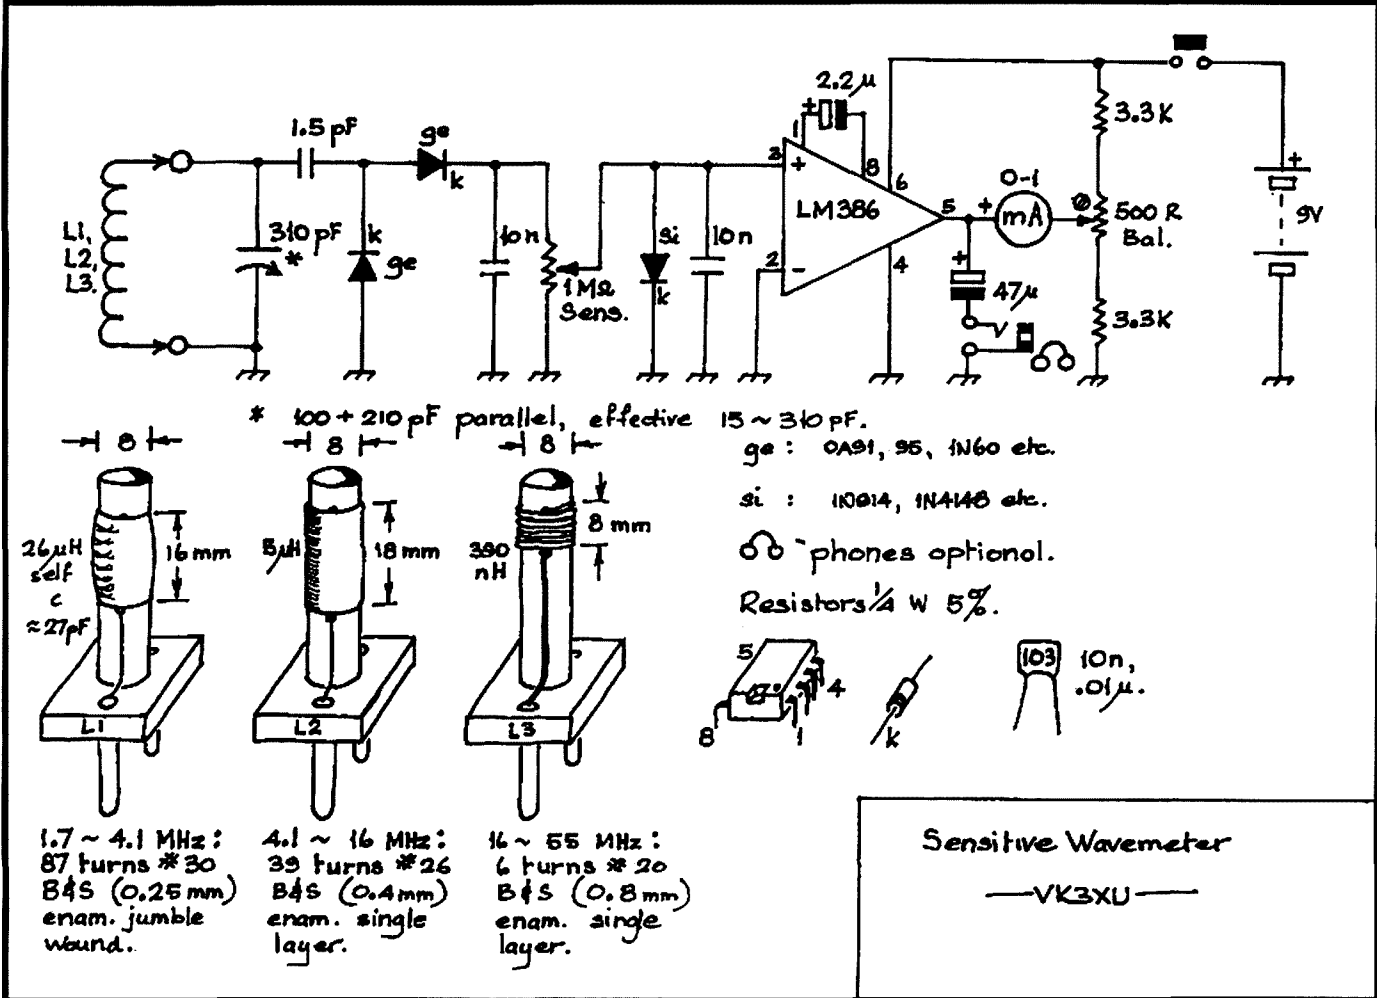 1.5 pF
ge
k
L1,
L2,
L3.
310 pF
*
k
ge
10n
1MΩ
Sens.
si
k
10n
2.2µ
+
1
3
+
8
6
LM386
2
-
4
5
+
0-1
mA
+
47µ
3.3K
500 R
Bal.
3.3K
+
9V
* 100 + 210 pF parallel, effective 15 ~ 310 pF.
ge : OA91, 95, 1N60 etc.
si : 1N914, 1N4148 etc.
'phones optional.
Resistors 1/4 W 5%.
8
26µH
self
c
≈27pF
16 mm
L1
8
5µH
18 mm
L2
8
390
nH
8 mm
L3
5
4
8
1
k
103
10n,
.01µ.
1.7 ~ 4.1 MHz :
87 turns #30
B&S (0.25mm)
enam. jumble
wound.
4.1 ~ 16 MHz :
39 turns #26
B&S (0.4mm)
enam. single
layer.
16 ~ 55 MHz :
6 turns # 20
B&S (0.8mm)
enam. single
layer.
Sensitive Wavemeter
—VK3XU—